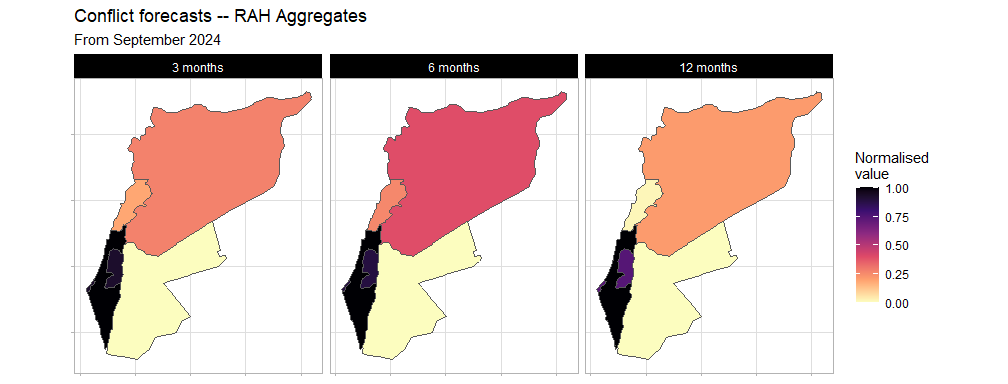 Conflict forecasts -- RAH Aggregates
From September 2024
3 months
6 months
12 months
Normalised
value
1.00
0.75
0.50
0.25
0.00